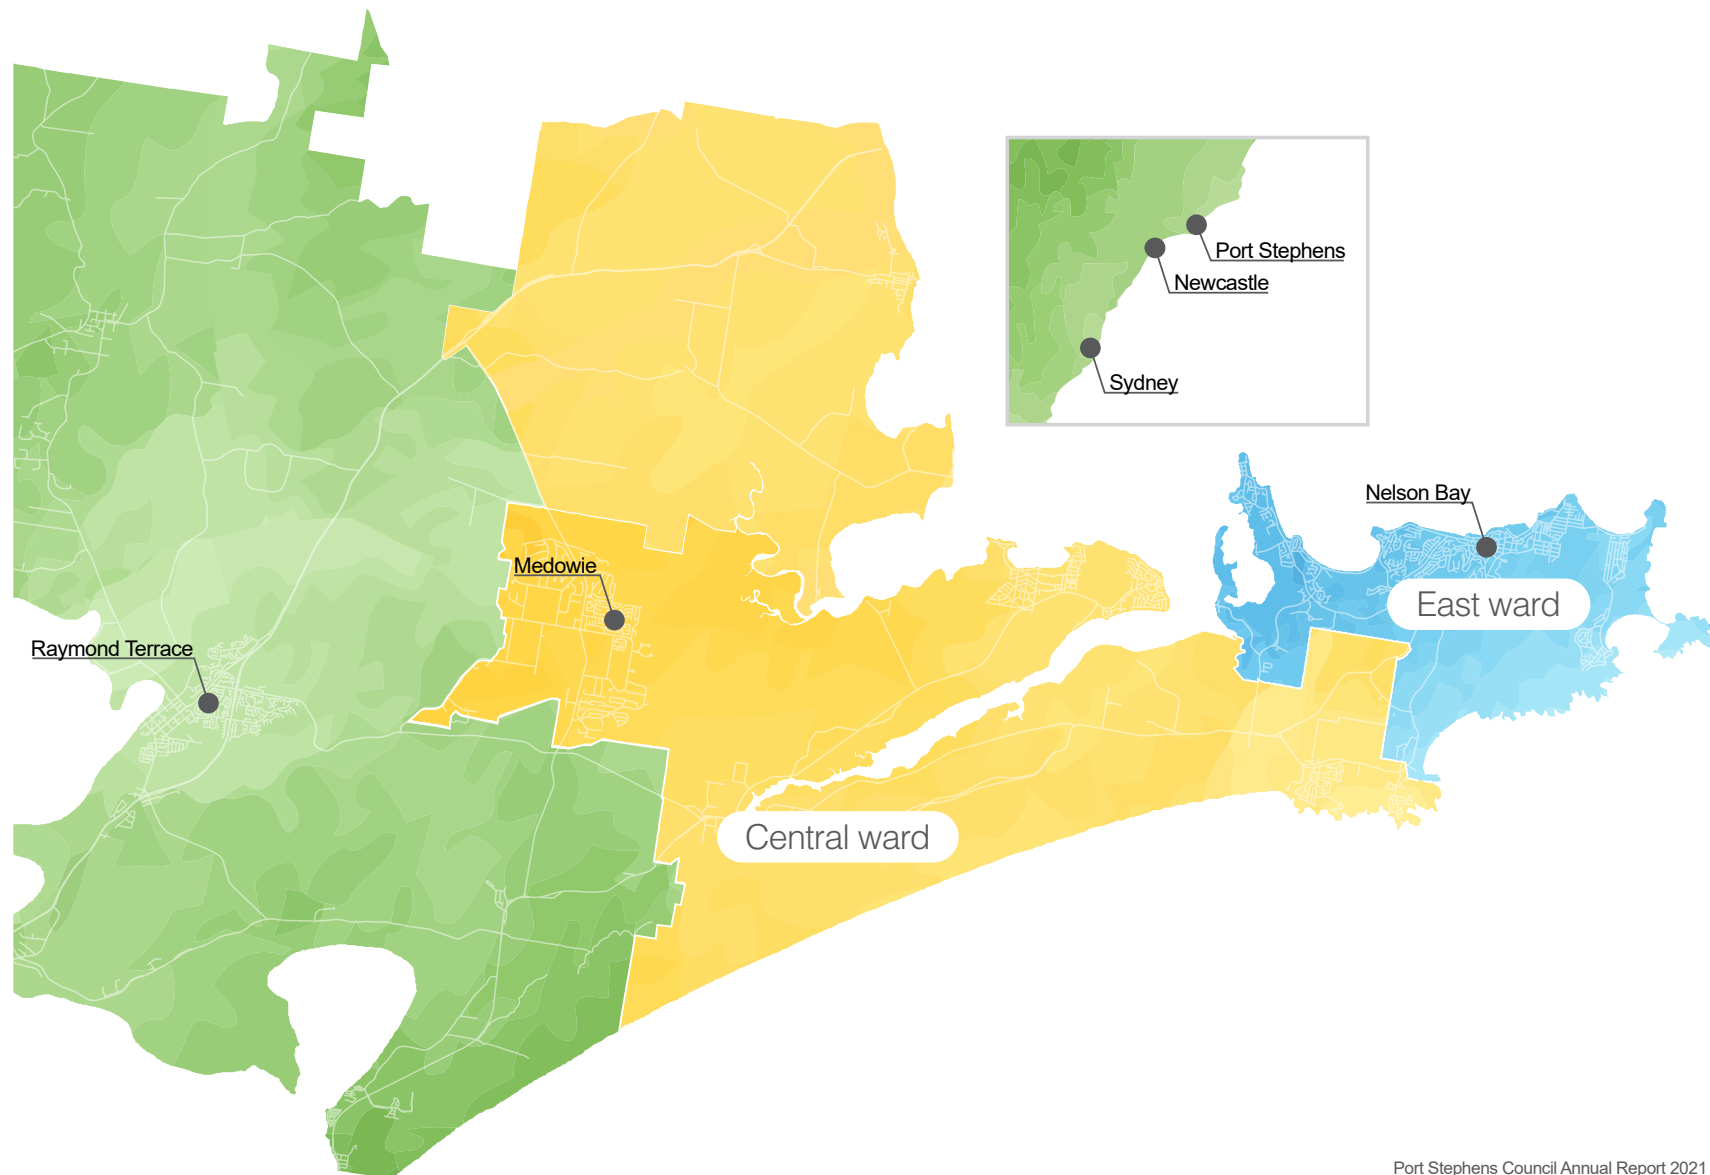 Port Stephens
Newcastle
Sydney
Nelson Bay
East ward
Medowie
Raymond Terrace
Central ward
Port Stephens Council Annual Report 2021